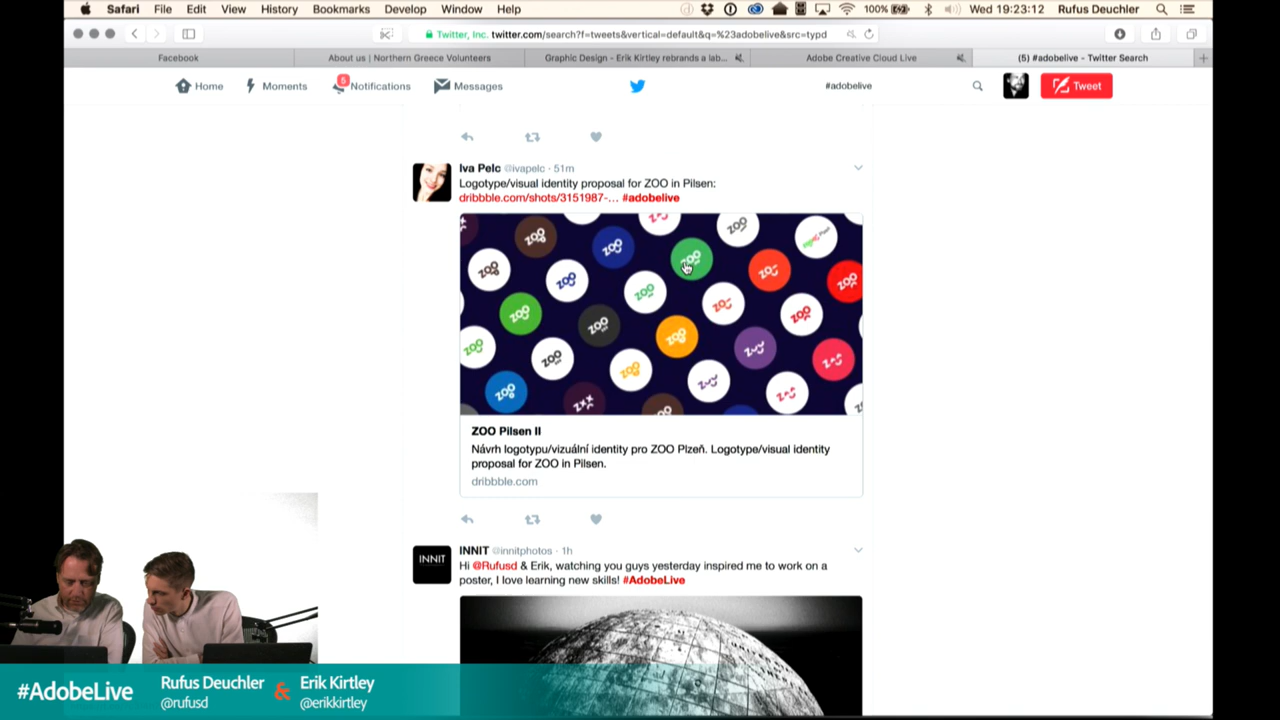 Safari File Edit View History Bookmarks Develop Window Help 100% Wed 19:23:12 Rufus Deuchler
Twitter, Inc. twitter.com/search?f=tweets&vertical=default&q=%23adobelive&src=typd
Facebook
About us | Northern Greece Volunteers
Graphic Design - Erik Kirtley rebrands a lab...
Adobe Creative Cloud Live
(5) #adobelive - Twitter Search
Home
Moments
5
Notifications
Messages
#adobelive
Tweet
Iva Pelc @ivapelc · 51m
Logotype/visual identity proposal for ZOO in Pilsen:
dribbble.com/shots/3151987-... #adobelive
ZOO Pilsen II
Návrh logotypu/vizuální identity pro ZOO Plzeň. Logotype/visual identity
proposal for ZOO in Pilsen.
dribbble.com
INNIT
INNIT @innitphotos · 1h
Hi @Rufusd & Erik, watching you guys yesterday inspired me to work on a
poster, I love learning new skills! #AdobeLive
#AdobeLive
Rufus Deuchler & Erik Kirtley
@rufusd @erikkirtley